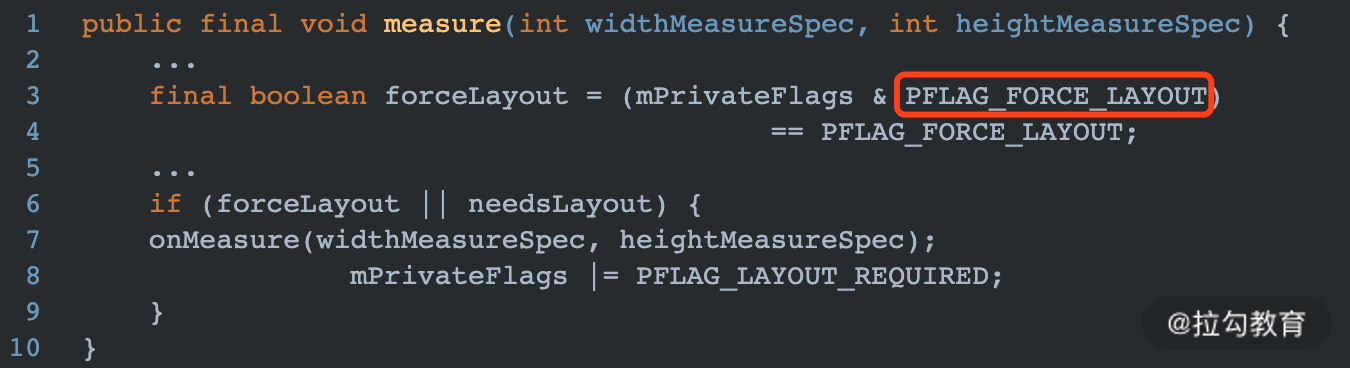 1 public final void measure(int widthMeasureSpec, int heightMeasureSpec) {
2 ...
3 final boolean forceLayout = (mPrivateFlags & PFLAG_FORCE_LAYOUT)
4 == PFLAG_FORCE_LAYOUT;
5 ...
6 if (forceLayout || needsLayout) {
7 onMeasure(widthMeasureSpec, heightMeasureSpec);
8 mPrivateFlags |= PFLAG_LAYOUT_REQUIRED;
9 }
10 }
@拉勾教育